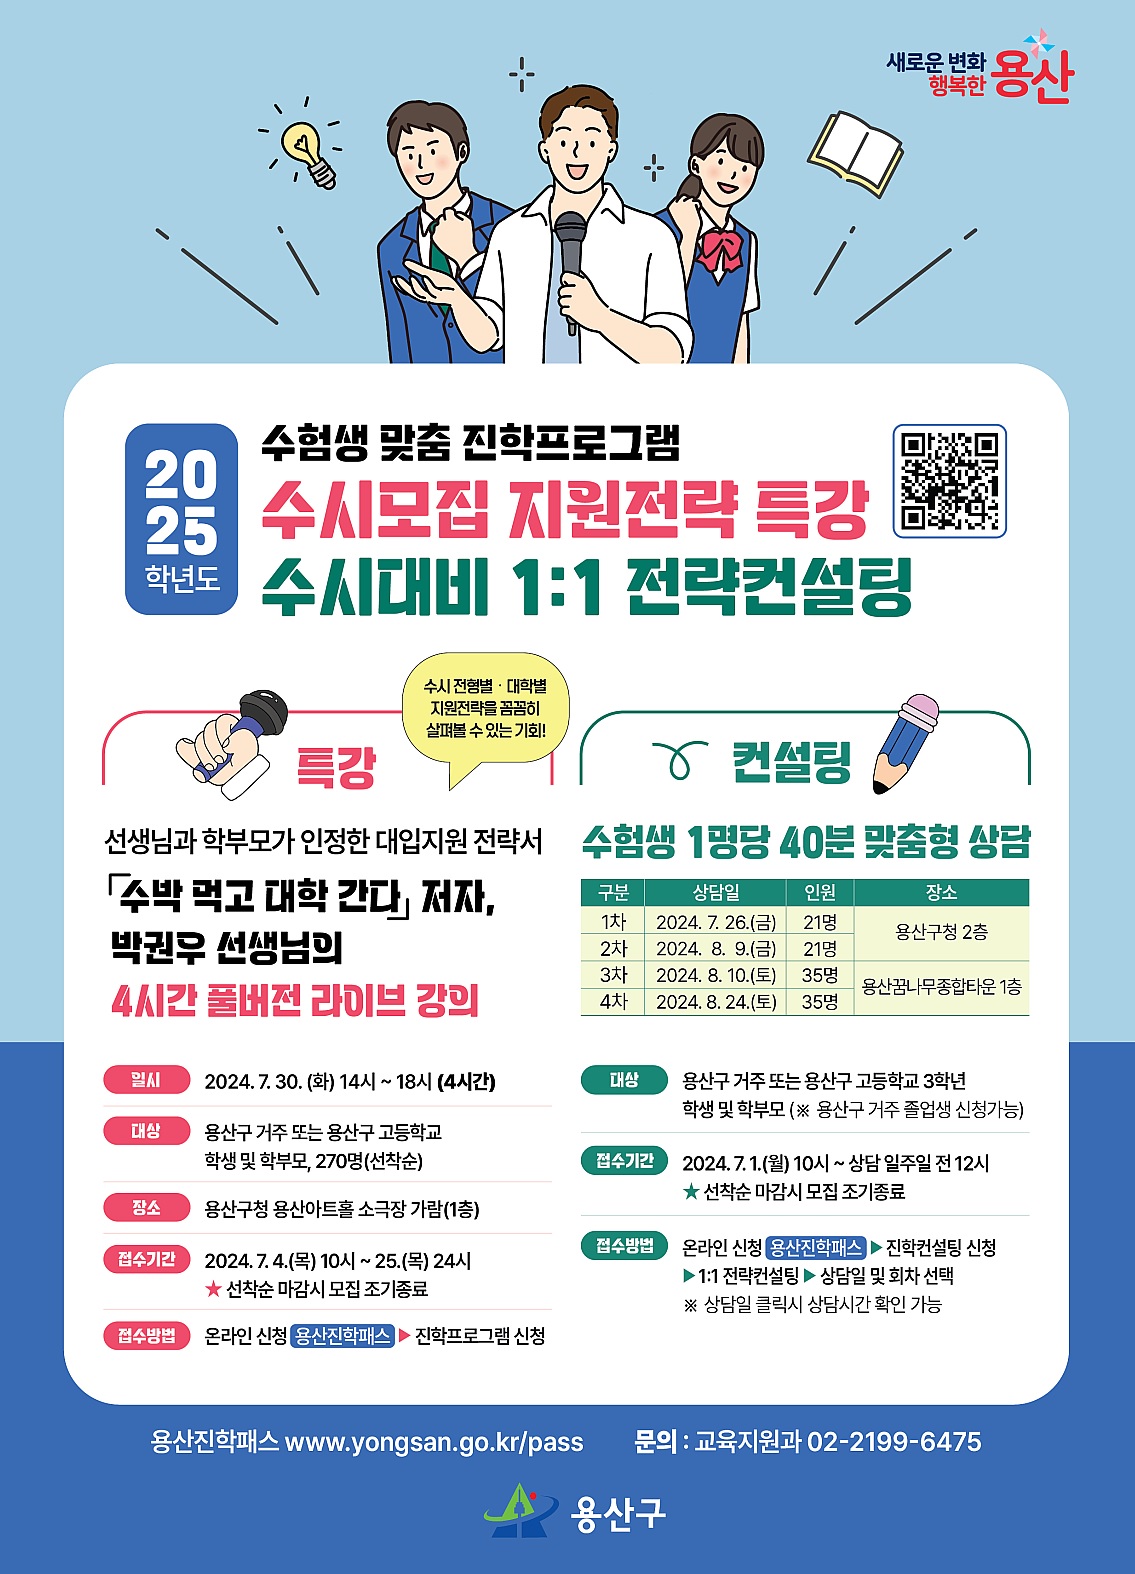 새로운 변화
행복한 용산
20
25
학년도
수험생 맞춤 진학프로그램
수시모집 지원전략 특강
수시대비 1:1 전략컨설팅
수시 전형별 · 대학별
지원전략을 꼼꼼히
살펴볼 수 있는 기회!
특강
선생님과 학부모가 인정한 대입지원 전략서
「수박 먹고 대학 간다」 저자,
박권우 선생님의
4시간 풀버전 라이브 강의
일시 2024. 7. 30. (화) 14시 ~ 18시 (4시간)
대상 용산구 거주 또는 용산구 고등학교
학생 및 학부모, 270명(선착순)
장소 용산구청 용산아트홀 소극장 가람(1층)
접수기간 2024. 7. 4.(목) 10시 ~ 25.(목) 24시
★ 선착순 마감시 모집 조기종료
접수방법 온라인 신청 용산진학패스 ▶ 진학프로그램 신청
컨설팅
수험생 1명당 40분 맞춤형 상담
구분 상담일 인원 장소
1차 2024. 7. 26.(금) 21명 용산구청 2층
2차 2024. 8. 9.(금) 21명
3차 2024. 8. 10.(토) 35명 용산꿈나무종합타운 1층
4차 2024. 8. 24.(토) 35명
대상 용산구 거주 또는 용산구 고등학교 3학년
학생 및 학부모 (※ 용산구 거주 졸업생 신청가능)
접수기간 2024. 7. 1.(월) 10시 ~ 상담 일주일 전 12시
★ 선착순 마감시 모집 조기종료
접수방법 온라인 신청 용산진학패스 ▶ 진학컨설팅 신청
▶ 1:1 전략컨설팅 ▶ 상담일 및 회차 선택
※ 상담일 클릭시 상담시간 확인 가능
용산진학패스 www.yongsan.go.kr/pass 문의 : 교육지원과 02-2199-6475
용산구